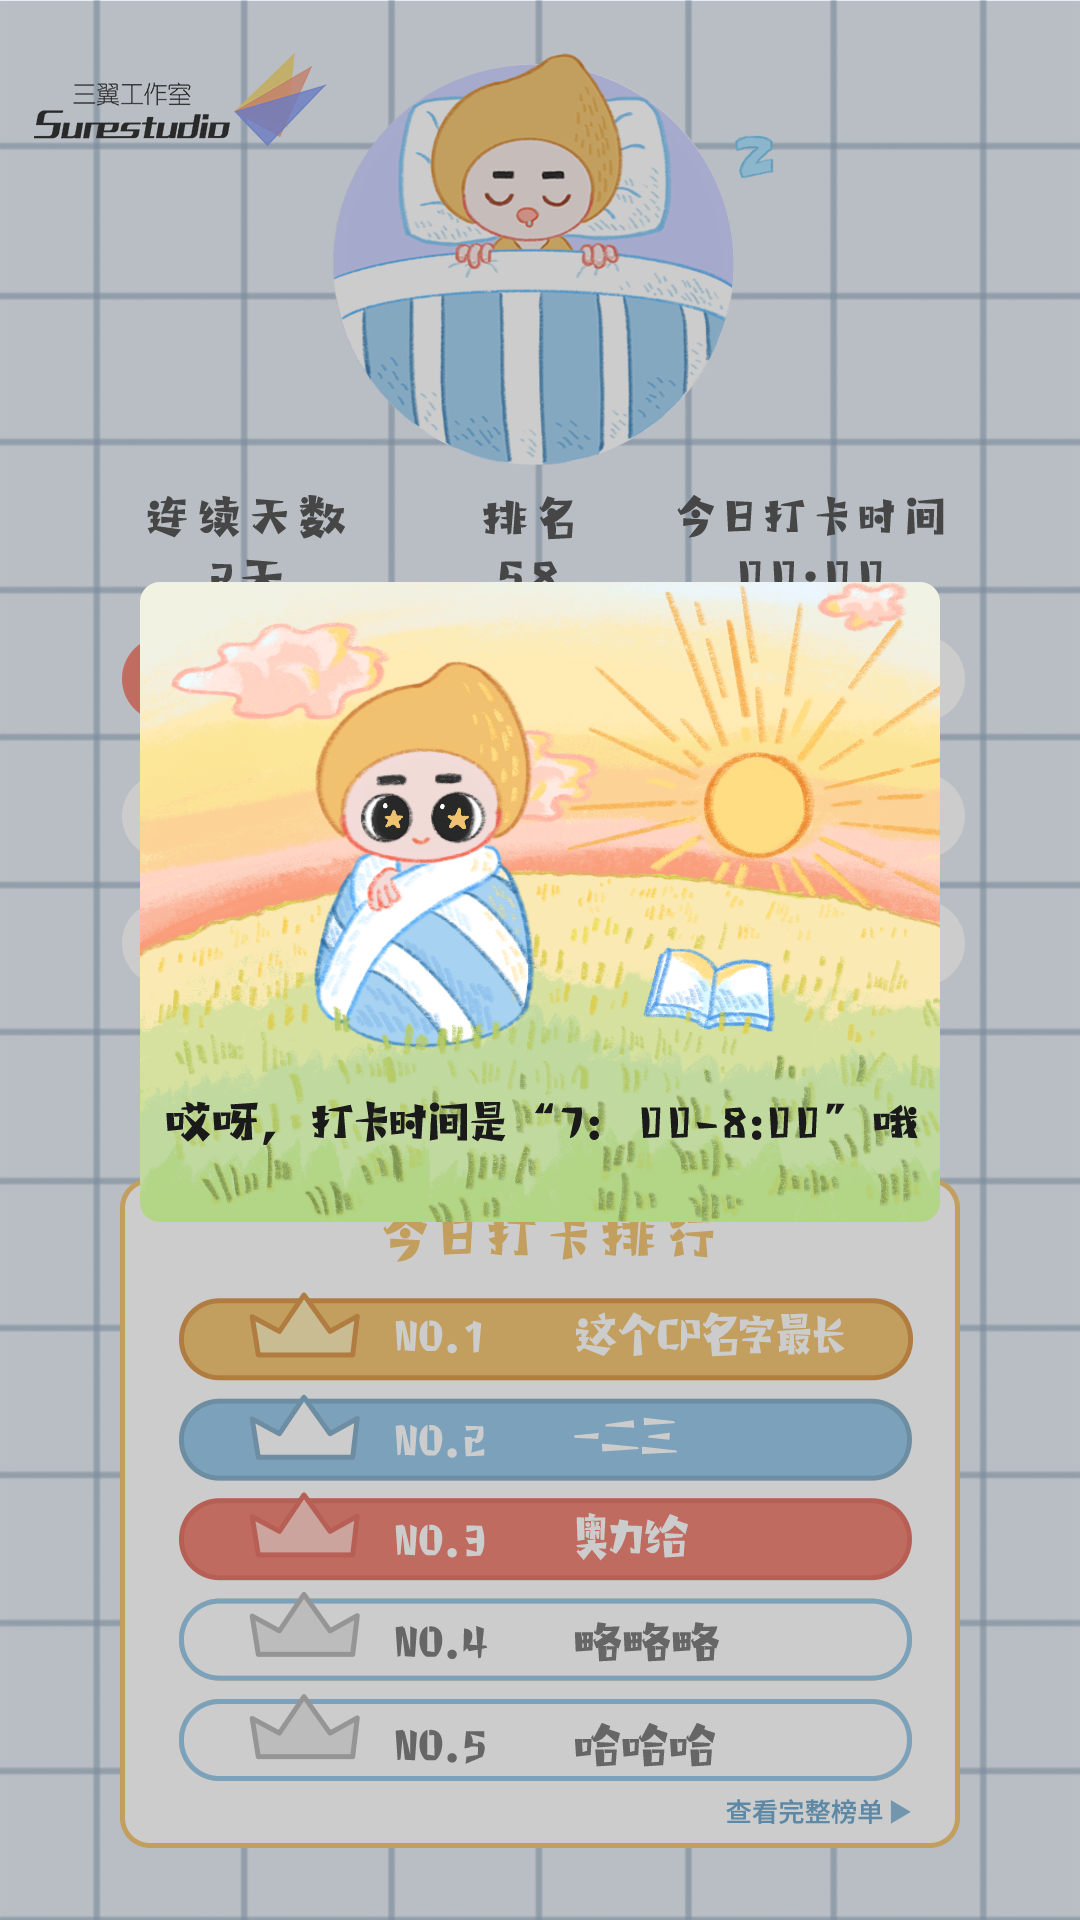 三翼工作室
Surestudio
z
连续天数 排名 今日打卡时间
58 00:00
哎呀， 打卡时间是“7： 00-8:00”哦
今日打卡排行
NO.1 这个CP名字最长
NO.2 一二三
NO.3 奥力给
NO.4 略略略
NO.5 哈哈哈
查看完整榜单